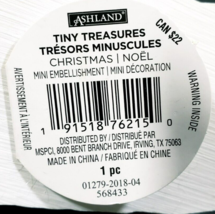 ASHLAND®
TINY TREASURES
TRÉSORS MINUSCULES
CHRISTMAS | NOËL
MINI EMBELLISHMENT | MINI DÉCORATION
CAN $22
WARNING INSIDE
AVERTISSEMENT À L'INTÉRIEUR
1 91518 76215 0
DISTRIBUTED BY / DISTRIBUÉ PAR
MSPCI, 8000 BENT BRANCH DRIVE, IRVING, TX 75063
MADE IN CHINA / FABRIQUÉ EN CHINE
1 pc
01279-2018-04
568433